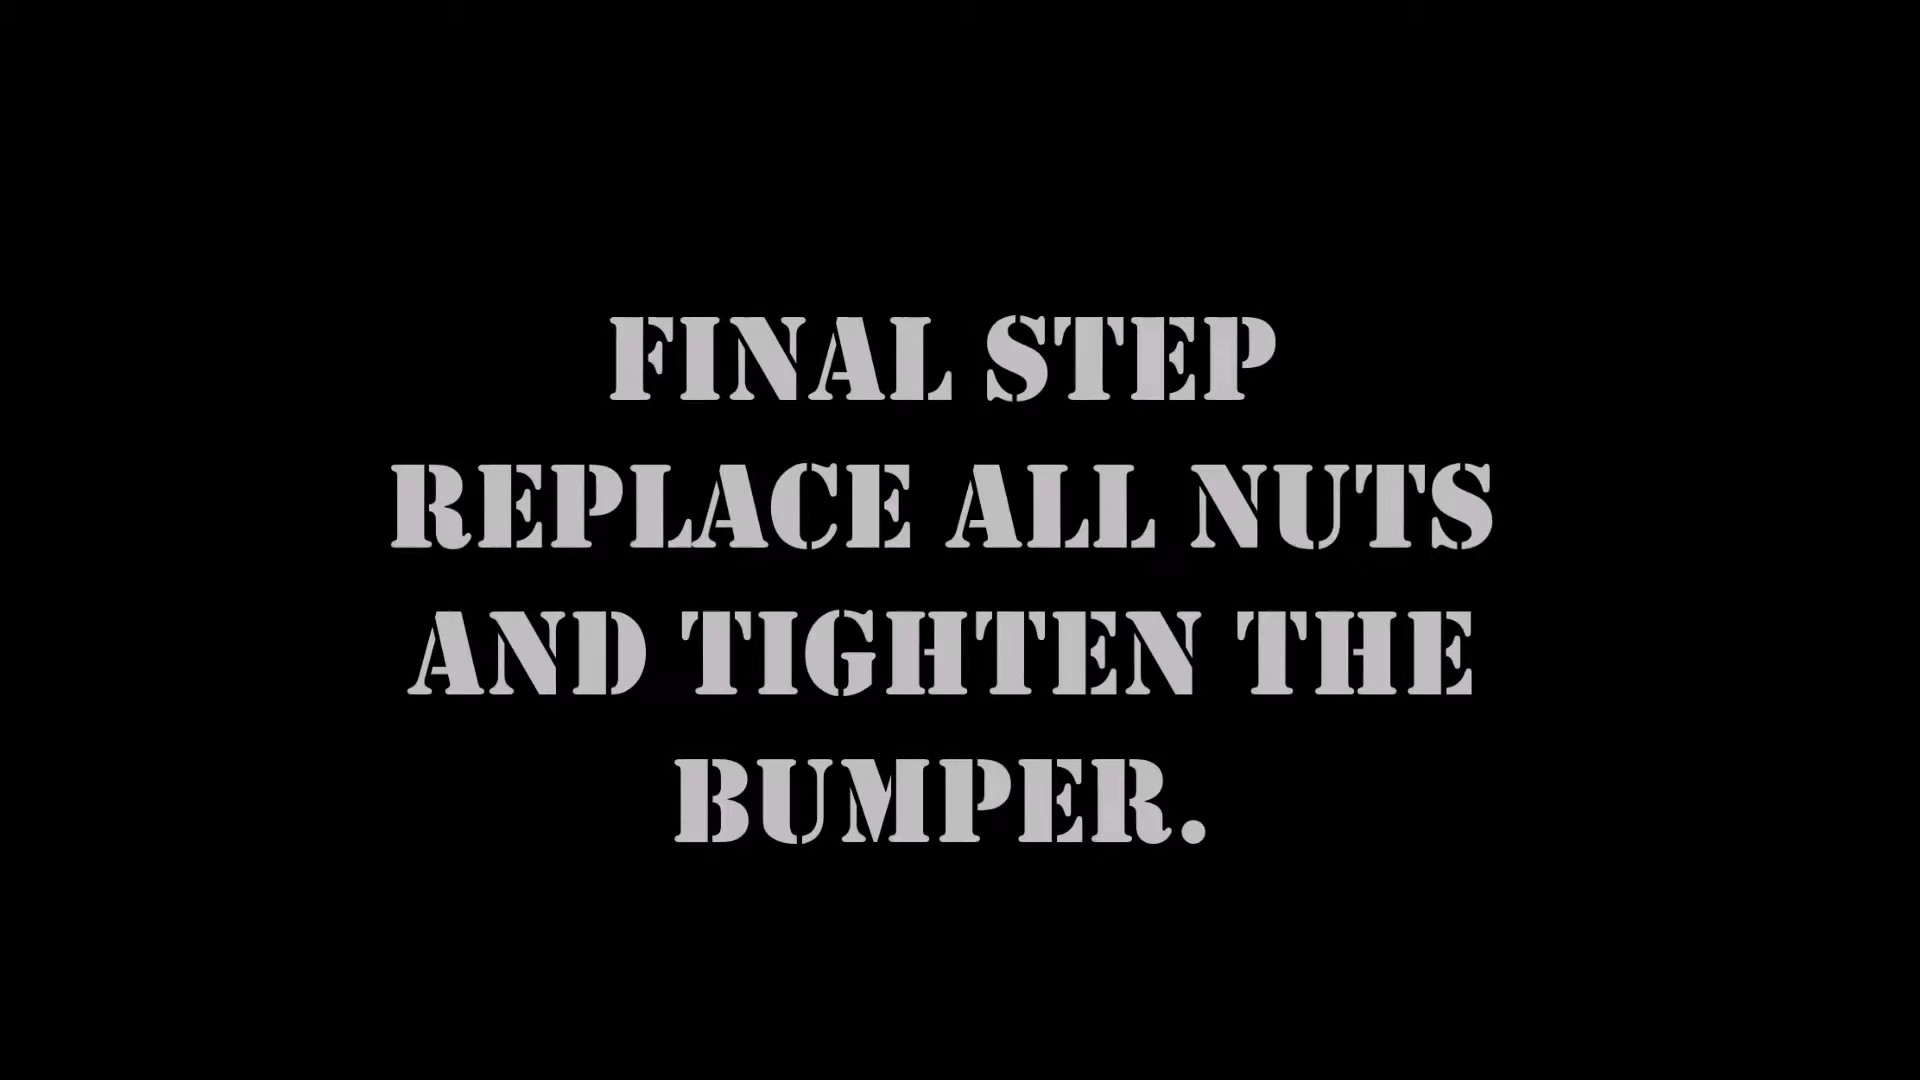 FINAL STEP
REPLACE ALL NUTS
AND TIGHTEN THE
BUMPER.